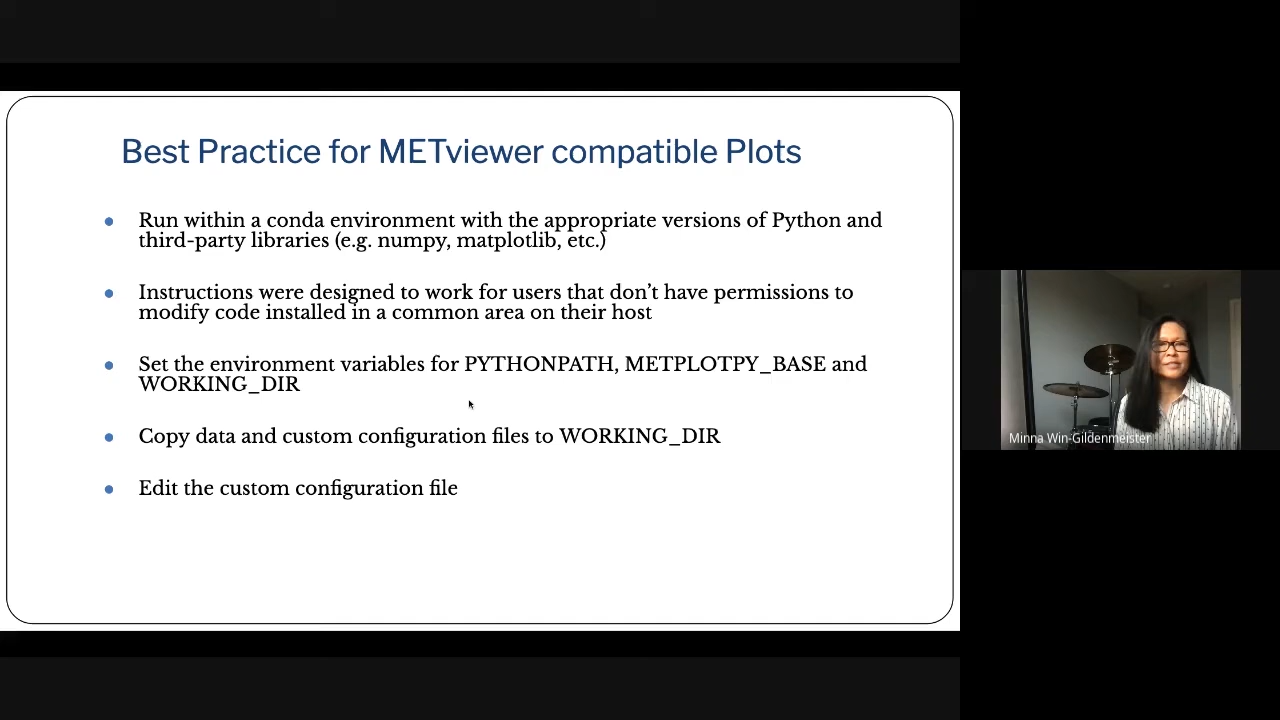 Best Practice for METviewer compatible Plots
Run within a conda environment with the appropriate versions of Python and
third-party libraries (e.g. numpy, matplotlib, etc.)
Instructions were designed to work for users that don’t have permissions to
modify code installed in a common area on their host
Set the environment variables for PYTHONPATH, METPLOTPY_BASE and
WORKING_DIR
Copy data and custom configuration files to WORKING_DIR
Edit the custom configuration file
Minna Win-Gildenmeister